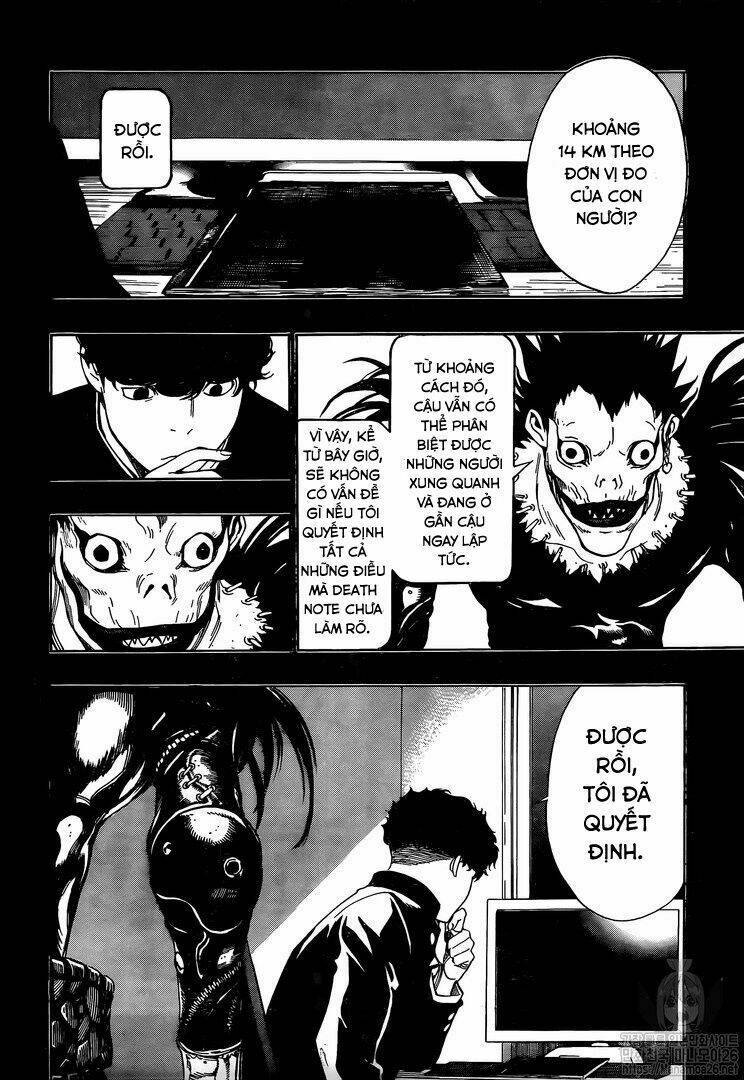 KHOẢNG
14 KM THEO
ĐƠN VỊ ĐO
CỦA CON
NGƯỜI?
ĐƯỢC
RỒI.
TỪ KHOẢNG
CÁCH ĐÓ,
CẬU VẪN CÓ
THỂ PHÂN
BIỆT ĐƯỢC
NHỮNG NGƯỜI
XUNG QUANH
VÀ ĐANG Ở
GẦN CẬU
NGAY LẬP
TỨC.
VÌ VẬY, KỂ
TỪ BÂY GIỜ,
SẼ KHÔNG
CÓ VẤN ĐỀ
GÌ NẾU TÔI
QUYẾT ĐỊNH
TẤT CẢ
NHỮNG ĐIỀU
MÀ DEATH
NOTE CHƯA
LÀM RÕ.
ĐƯỢC
RỒI,
TÔI ĐÃ
QUYẾT
ĐỊNH.